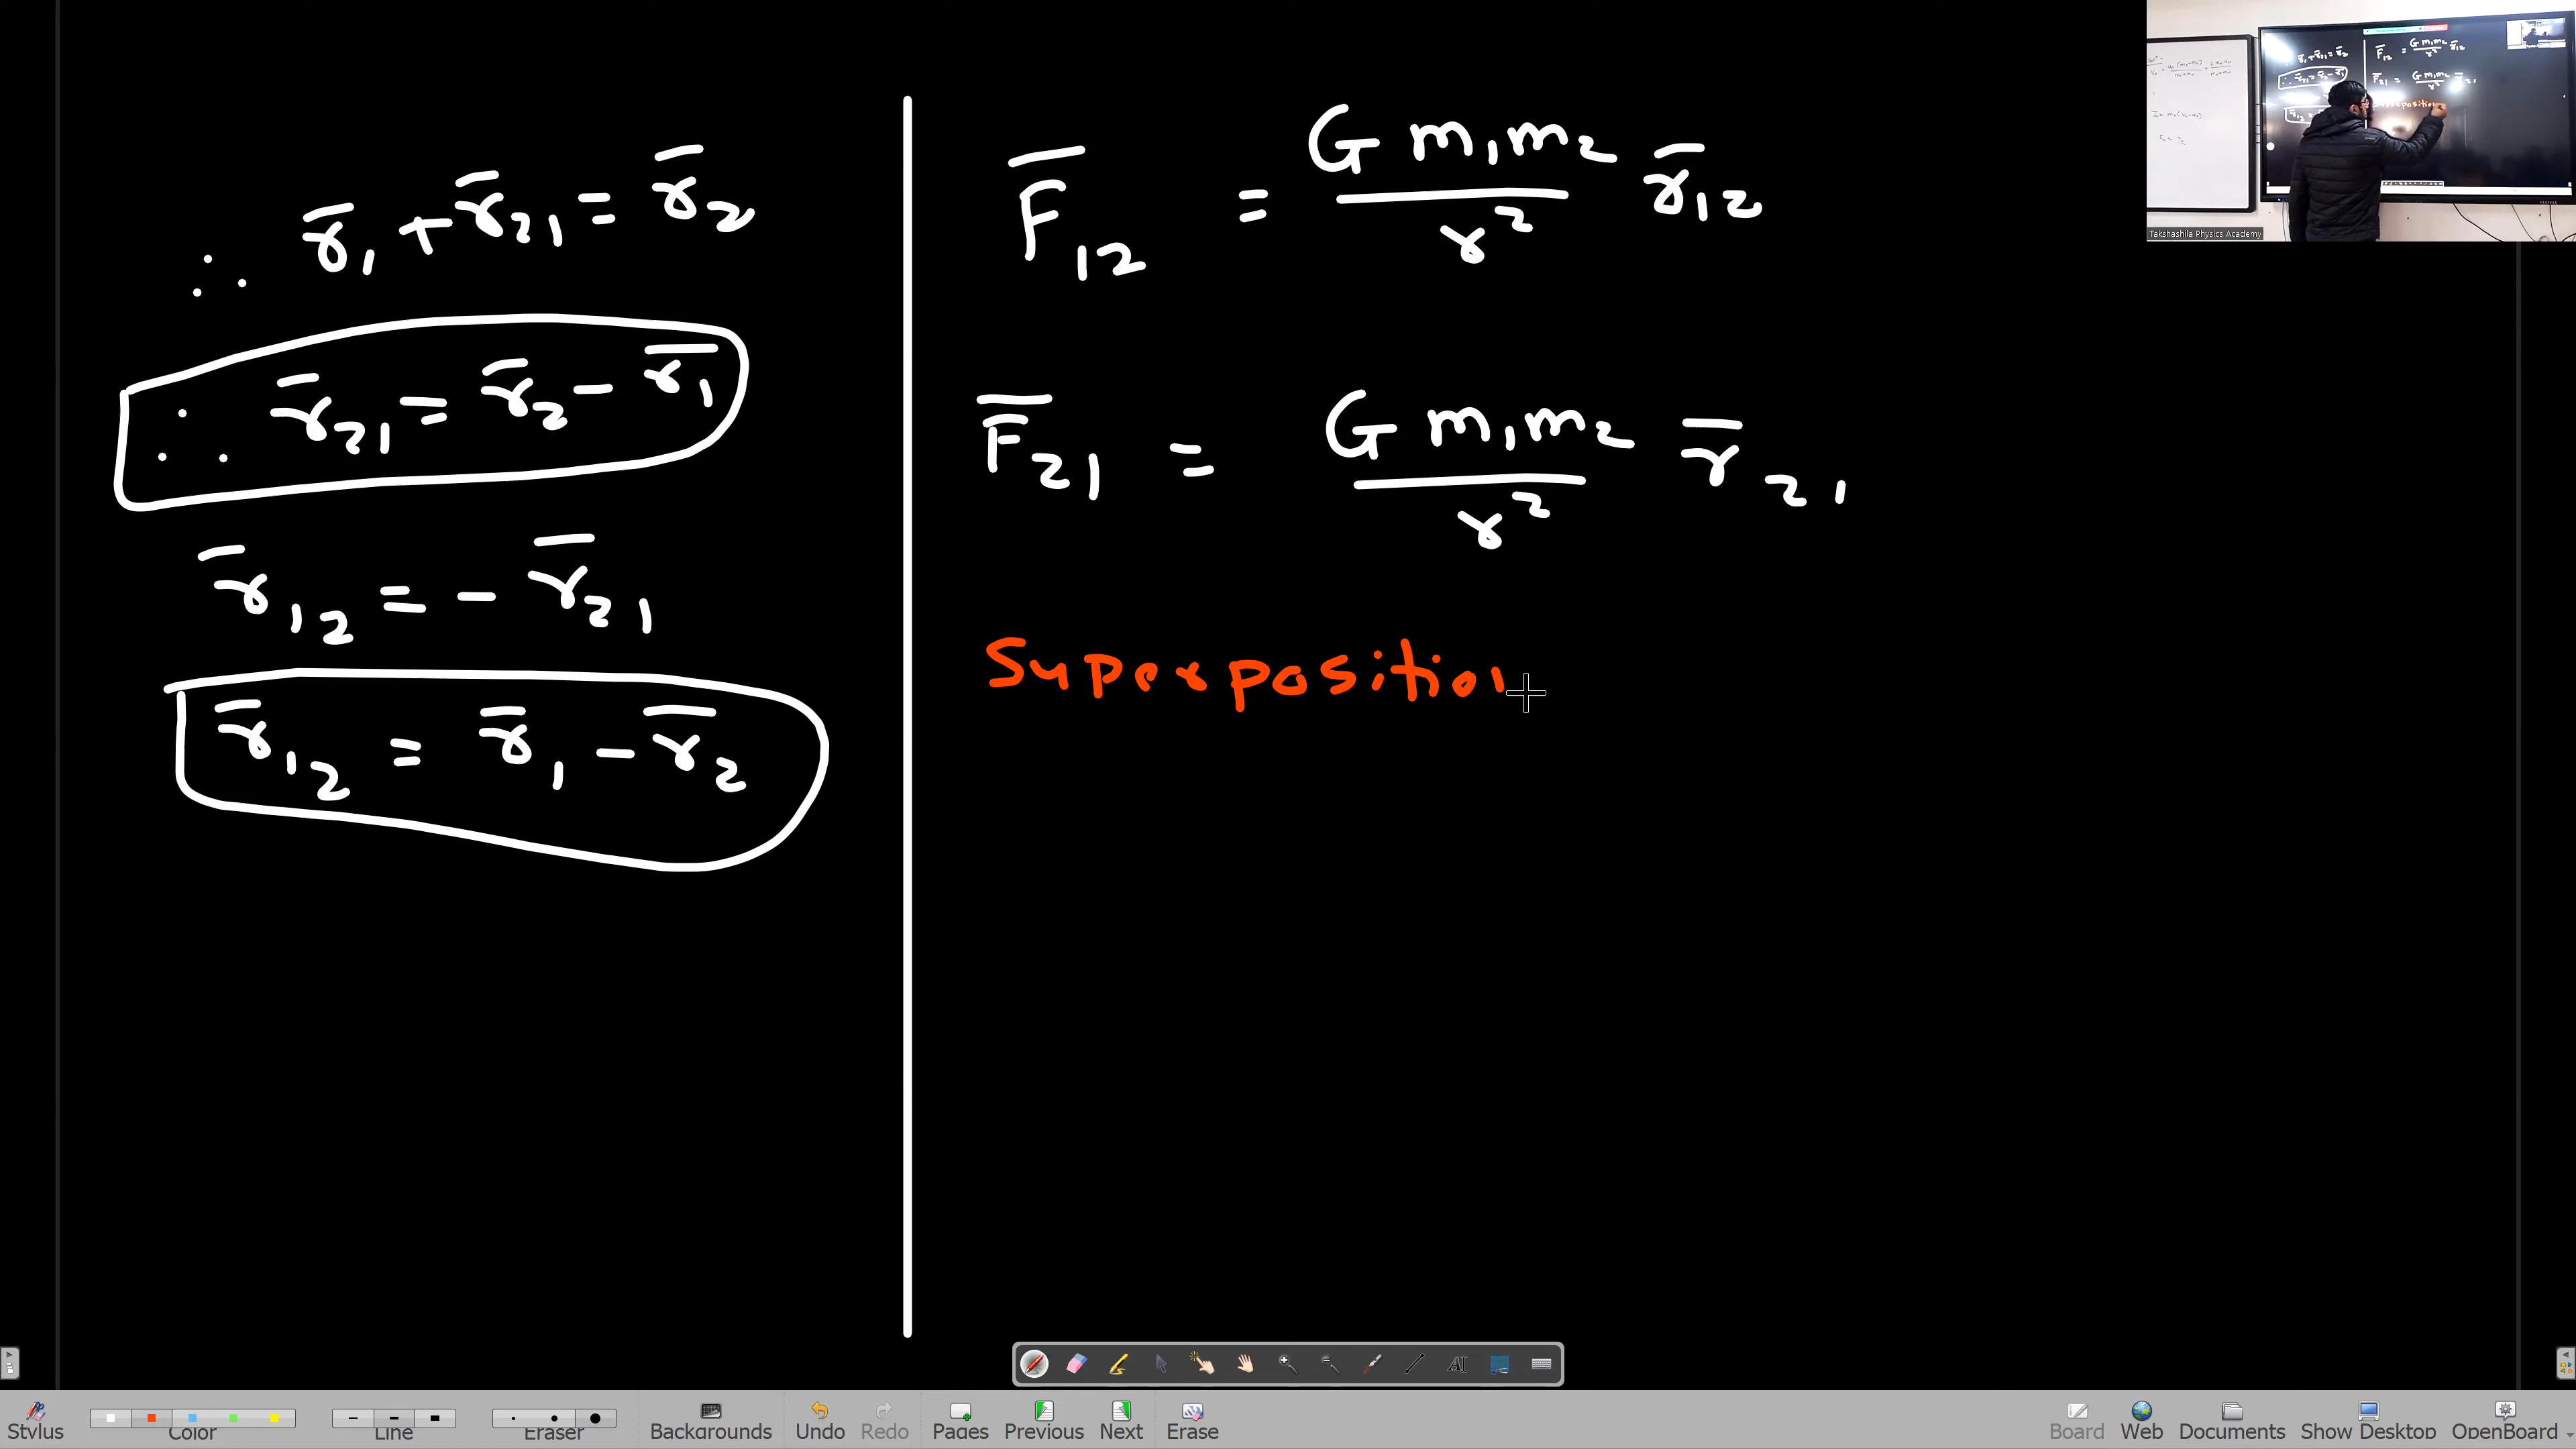 ∴ r̅₁ + r̅₂₁ = r̅₂
∴ r̅₂₁ = r̅₂ − r̅₁
r̅₁₂ = − r̅₂₁
r̅₁₂ = r̅₁ − r̅₂
F̅₁₂ = G m₁m₂ / r² r̅₁₂
F̅₂₁ = G m₁m₂ / r² r̅₂₁
Superposition
Takshashila Physics Academy
Stylus Color Line Eraser Backgrounds Undo Redo Pages Previous Next Erase Board Web Documents Show Desktop OpenBoard